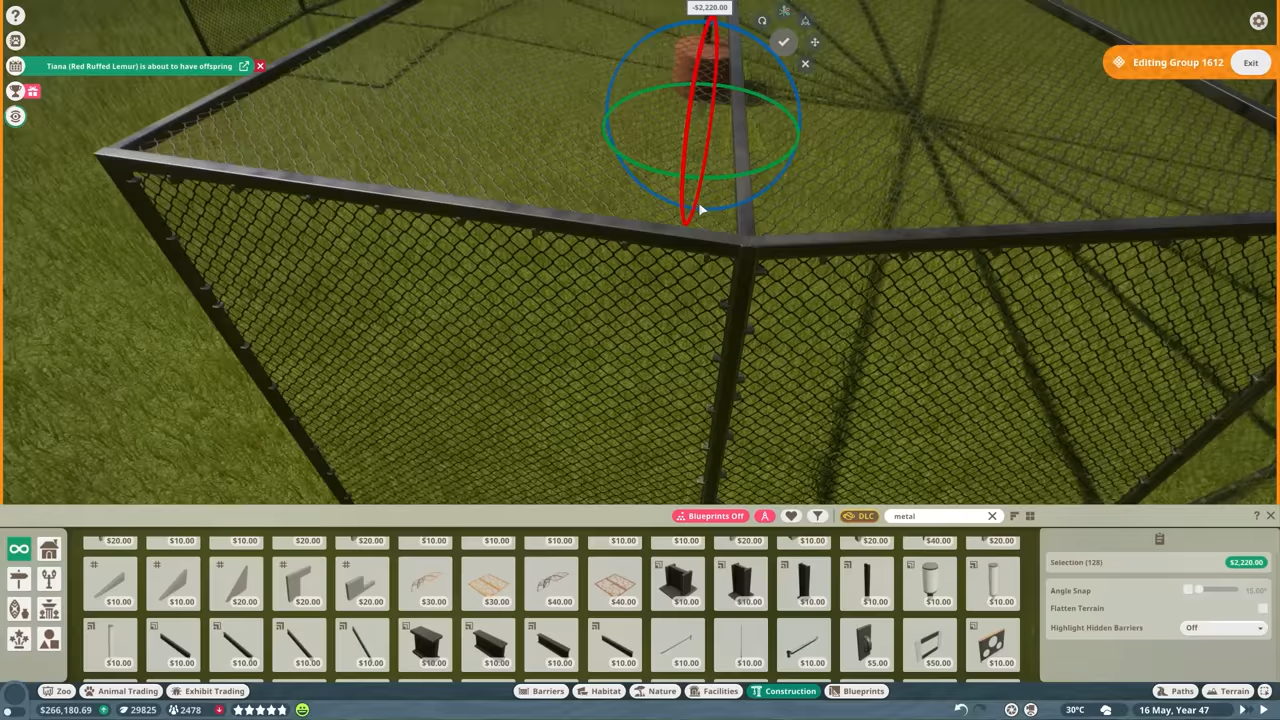 -$2,220.00
Editing Group 1612
Exit
?
Tiana (Red Ruffed Lemur) is about to have offspring
Blueprints Off
DLC
metal
?
$20.00 $10.00 $10.00 $20.00 $20.00 $10.00 $10.00 $10.00 $10.00 $10.00 $20.00 $10.00 $20.00 $40.00 $20.00
$10.00 $10.00 $20.00 $20.00 $20.00 $30.00 $30.00 $40.00 $40.00 $10.00 $10.00 $10.00 $10.00 $10.00 $10.00
$10.00 $10.00 $10.00 $10.00 $10.00 $10.00 $10.00 $10.00 $10.00 $10.00 $10.00 $10.00 $5.00 $50.00 $10.00
Selection (128)
$2,220.00
Angle Snap
15.00°
Flatten Terrain
Highlight Hidden Barriers
Off
Zoo Animal Trading Exhibit Trading Barriers Habitat Nature Facilities Construction Blueprints Paths Terrain
$266,180.69 29825 2478 30°C 16 May, Year 47